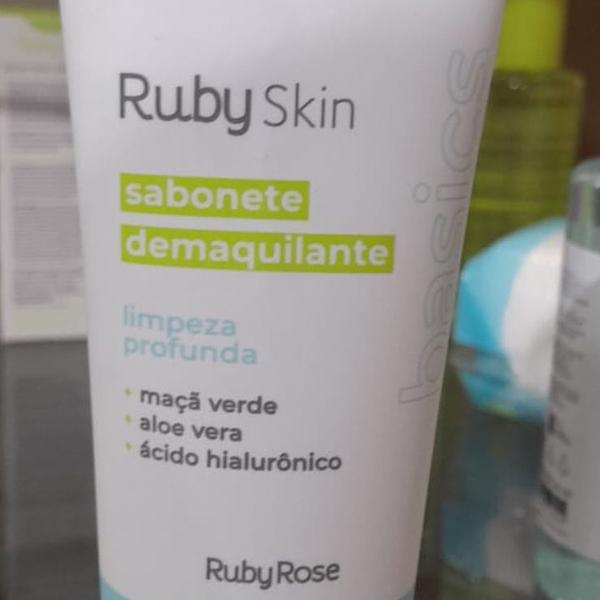 Ruby Skin
sabonete
demaquilante
basics
limpeza
profunda
maçã verde
aloe vera
ácido hialurônico
Ruby Rose